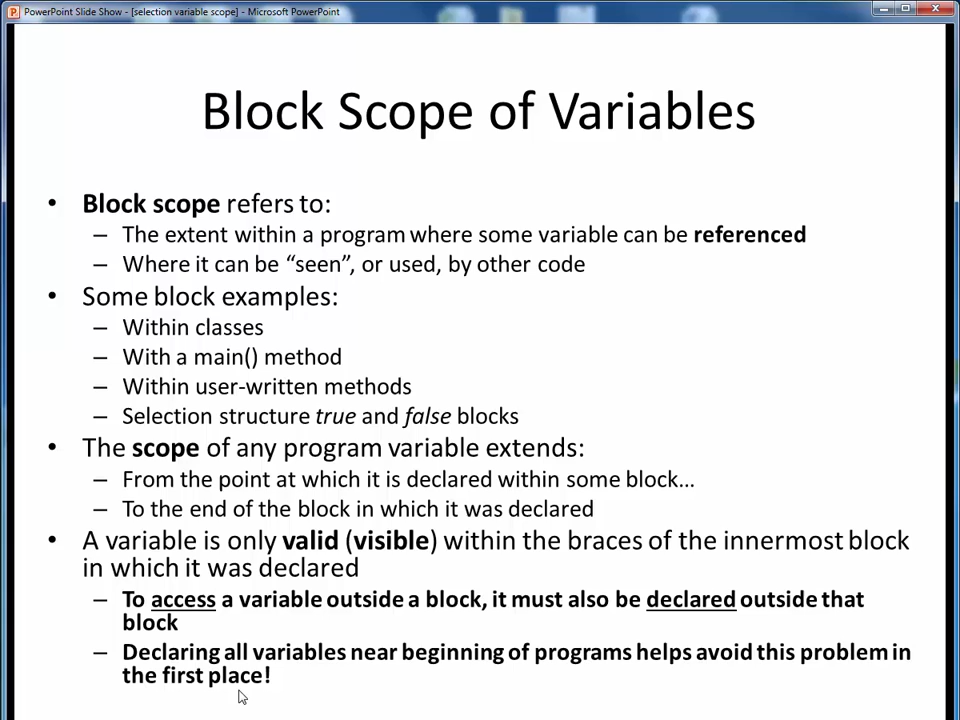 PowerPoint Slide Show - [selection variable scope] - Microsoft PowerPoint
Block Scope of Variables
• Block scope refers to:
– The extent within a program where some variable can be referenced
– Where it can be “seen”, or used, by other code
• Some block examples:
– Within classes
– With a main() method
– Within user-written methods
– Selection structure true and false blocks
• The scope of any program variable extends:
– From the point at which it is declared within some block…
– To the end of the block in which it was declared
• A variable is only valid (visible) within the braces of the innermost block
in which it was declared
– To access a variable outside a block, it must also be declared outside that
block
– Declaring all variables near beginning of programs helps avoid this problem in
the first place!